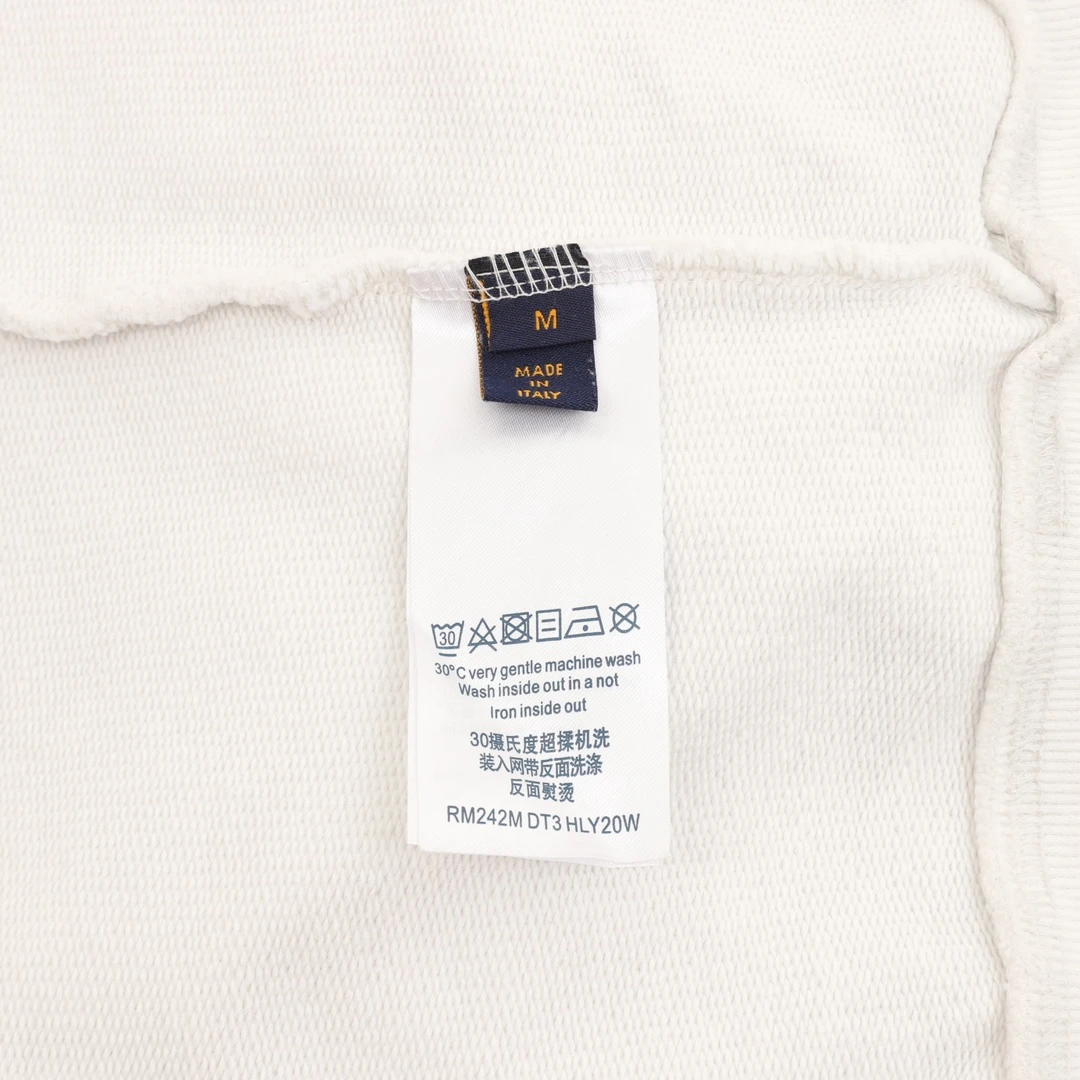 M
MADE
IN
ITALY
30
30°C very gentle machine wash
Wash inside out in a not
Iron inside out
30摄氏度超揉机洗
装入网带反面洗涤
反面熨烫
RM242M DT3 HLY20W